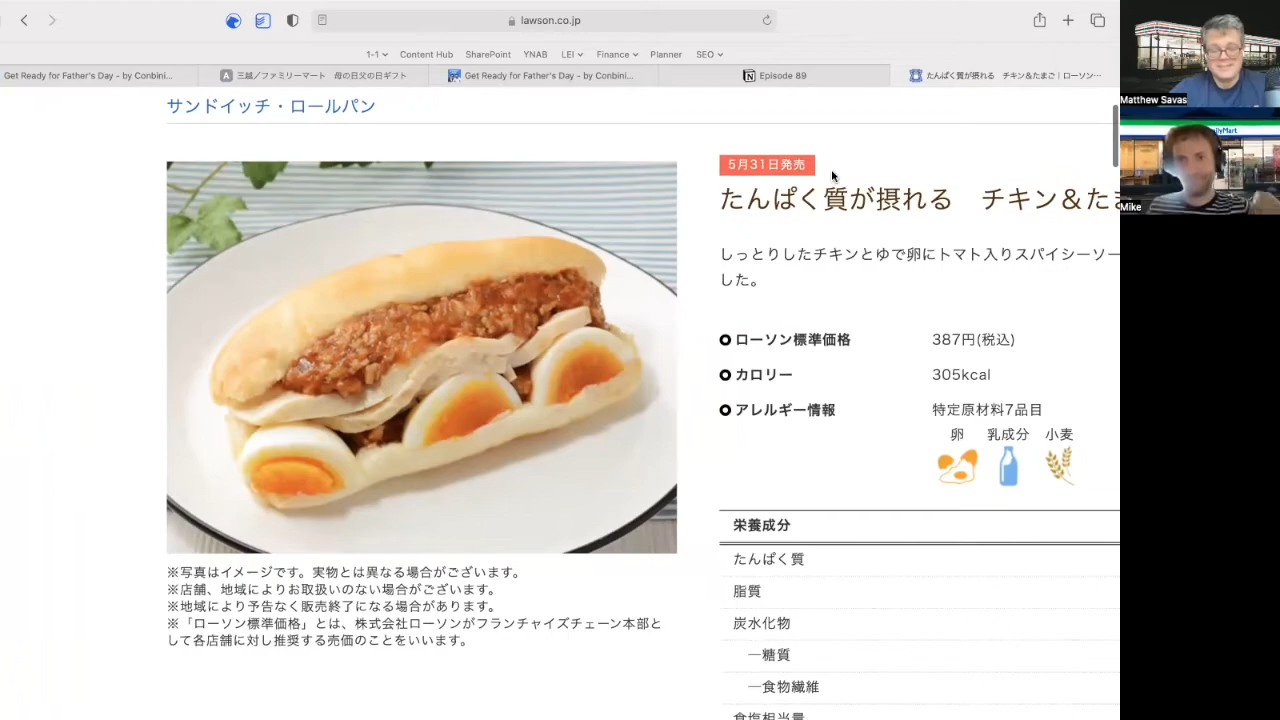 lawson.co.jp
1-1 Content Hub SharePoint YNAB LEI Finance Planner SEO
Get Ready for Father's Day - by Conbini...
三越／ファミリーマート 母の日父の日ギフト
Get Ready for Father's Day - by Conbini...
Episode 89
たんぱく質が摂れる チキン＆たまご｜ローソン...
Matthew Savas
FamilyMart
Mike
サンドイッチ・ロールパン
5月31日発売
たんぱく質が摂れる チキン＆たま
しっとりしたチキンとゆで卵にトマト入りスパイシーソー
した。
ローソン標準価格 387円(税込)
カロリー 305kcal
アレルギー情報 特定原材料7品目
卵 乳成分 小麦
栄養成分
たんぱく質
脂質
炭水化物
―糖質
―食物繊維
食塩相当量
※写真はイメージです。実物とは異なる場合がございます。
※店舗、地域によりお取扱いのない場合がございます。
※地域により予告なく販売終了になる場合があります。
※「ローソン標準価格」とは、株式会社ローソンがフランチャイズチェーン本部と
して各店舗に対し推奨する売価のことをいいます。